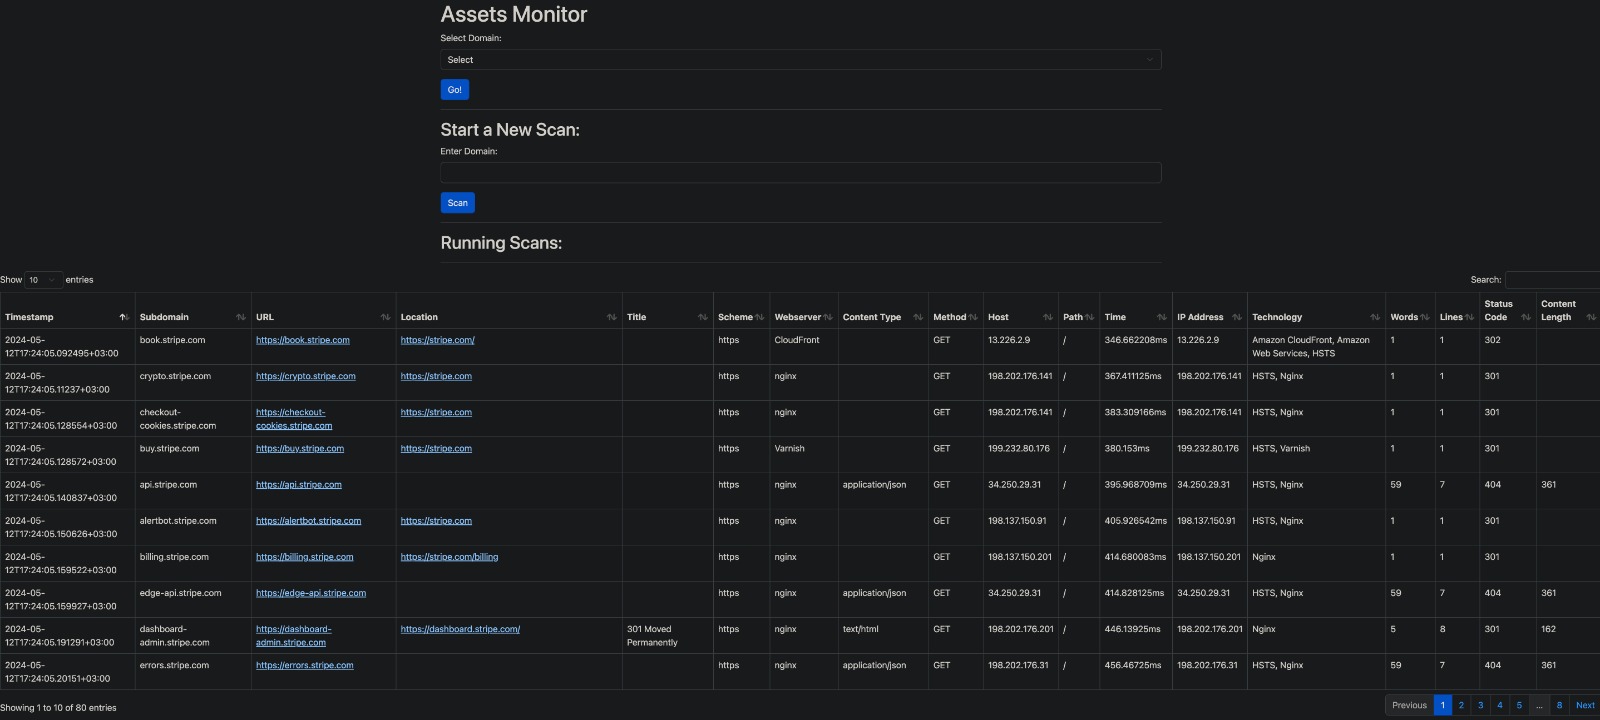 Assets Monitor
Select Domain:
Select
Go!
Start a New Scan:
Enter Domain:
Scan
Running Scans:
Show 10 entries Search:
Timestamp Subdomain URL Location Title Scheme Webserver Content Type Method Host Path Time IP Address Technology Words Lines Status Code Content Length
2024-05-12T17:24:05.092495+03:00 book.stripe.com https://book.stripe.com https://stripe.com/ https CloudFront GET 13.226.2.9 / 346.662208ms 13.226.2.9 Amazon CloudFront, Amazon Web Services, HSTS 1 1 302
2024-05-12T17:24:05.11237+03:00 crypto.stripe.com https://crypto.stripe.com https://stripe.com https nginx GET 198.202.176.141 / 367.411125ms 198.202.176.141 HSTS, Nginx 1 1 301
2024-05-12T17:24:05.128554+03:00 checkout-cookies.stripe.com https://checkout-cookies.stripe.com https://stripe.com https nginx GET 198.202.176.141 / 383.309166ms 198.202.176.141 HSTS, Nginx 1 1 301
2024-05-12T17:24:05.128572+03:00 buy.stripe.com https://buy.stripe.com https://stripe.com https Varnish GET 199.232.80.176 / 380.153ms 199.232.80.176 HSTS, Varnish 1 1 301
2024-05-12T17:24:05.140837+03:00 api.stripe.com https://api.stripe.com https nginx application/json GET 34.250.29.31 / 395.968709ms 34.250.29.31 HSTS, Nginx 59 7 404 361
2024-05-12T17:24:05.150626+03:00 alertbot.stripe.com https://alertbot.stripe.com https://stripe.com https nginx GET 198.137.150.91 / 405.926542ms 198.137.150.91 HSTS, Nginx 1 1 301
2024-05-12T17:24:05.159522+03:00 billing.stripe.com https://billing.stripe.com https://stripe.com/billing https nginx GET 198.137.150.201 / 414.680083ms 198.137.150.201 Nginx 1 1 301
2024-05-12T17:24:05.159927+03:00 edge-api.stripe.com https://edge-api.stripe.com https nginx application/json GET 34.250.29.31 / 414.828125ms 34.250.29.31 HSTS, Nginx 59 7 404 361
2024-05-12T17:24:05.191291+03:00 dashboard-admin.stripe.com https://dashboard-admin.stripe.com https://dashboard.stripe.com/ 301 Moved Permanently https nginx text/html GET 198.202.176.201 / 446.13925ms 198.202.176.201 Nginx 5 8 301 162
2024-05-12T17:24:05.20151+03:00 errors.stripe.com https://errors.stripe.com https nginx application/json GET 198.202.176.31 / 456.46725ms 198.202.176.31 HSTS, Nginx 59 7 404 361
Showing 1 to 10 of 80 entries Previous 1 2 3 4 5 ... 8 Next